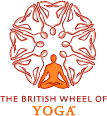 THE BRITISH WHEEL OF
YOGA